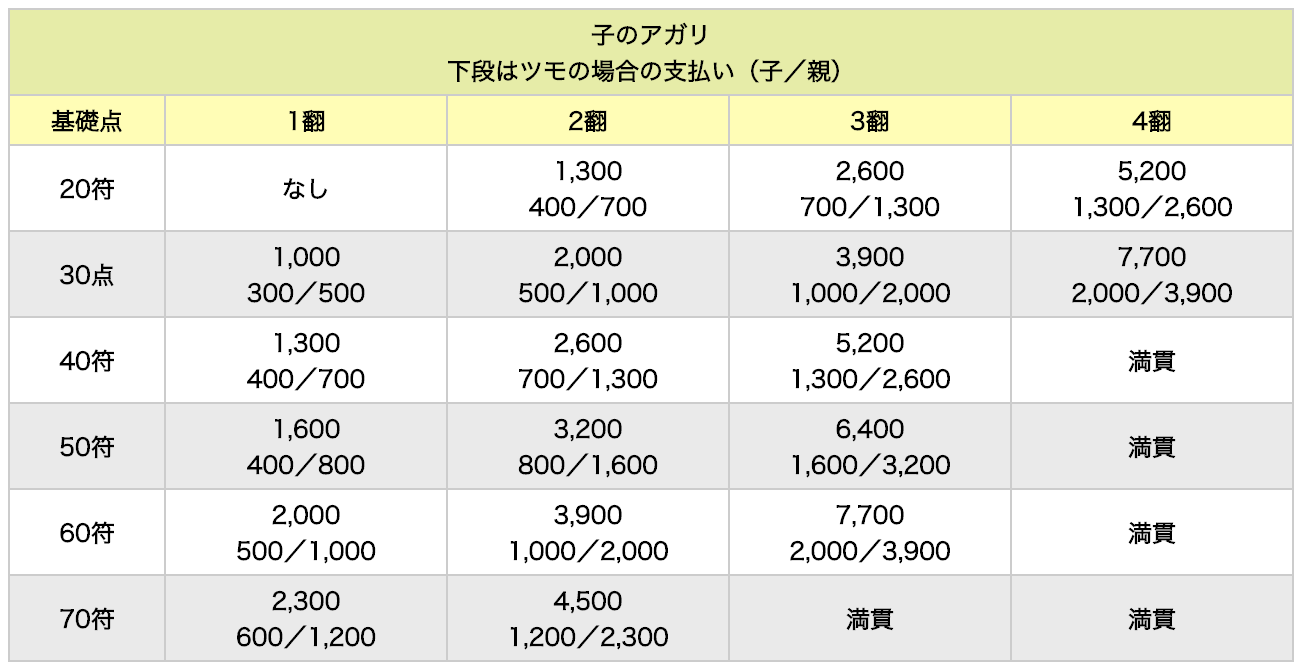 子のアガリ
下段はツモの場合の支払い（子／親）
基礎点 1翻 2翻 3翻 4翻
20符 なし 1,300 2,600 5,200
400／700 700／1,300 1,300／2,600
30点 1,000 2,000 3,900 7,700
300／500 500／1,000 1,000／2,000 2,000／3,900
40符 1,300 2,600 5,200 満貫
400／700 700／1,300 1,300／2,600
50符 1,600 3,200 6,400 満貫
400／800 800／1,600 1,600／3,200
60符 2,000 3,900 7,700 満貫
500／1,000 1,000／2,000 2,000／3,900
70符 2,300 4,500 満貫 満貫
600／1,200 1,200／2,300